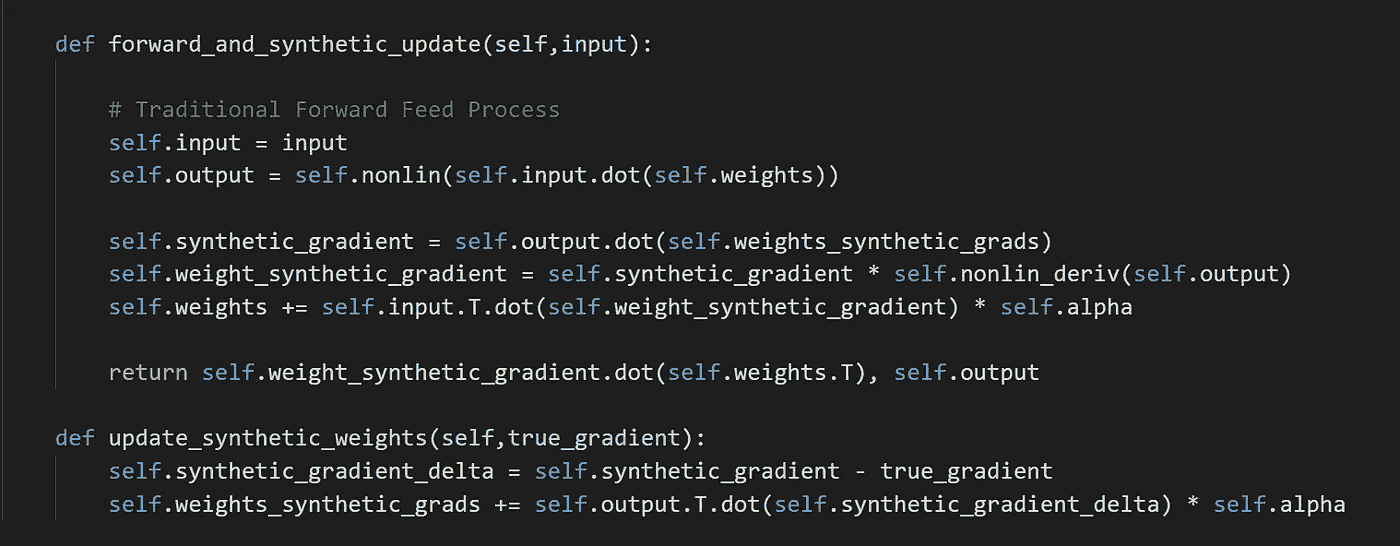 def forward_and_synthetic_update(self,input):
# Traditional Forward Feed Process
self.input = input
self.output = self.nonlin(self.input.dot(self.weights))
self.synthetic_gradient = self.output.dot(self.weights_synthetic_grads)
self.weight_synthetic_gradient = self.synthetic_gradient * self.nonlin_deriv(self.output)
self.weights += self.input.T.dot(self.weight_synthetic_gradient) * self.alpha
return self.weight_synthetic_gradient.dot(self.weights.T), self.output
def update_synthetic_weights(self,true_gradient):
self.synthetic_gradient_delta = self.synthetic_gradient - true_gradient
self.weights_synthetic_grads += self.output.T.dot(self.synthetic_gradient_delta) * self.alpha